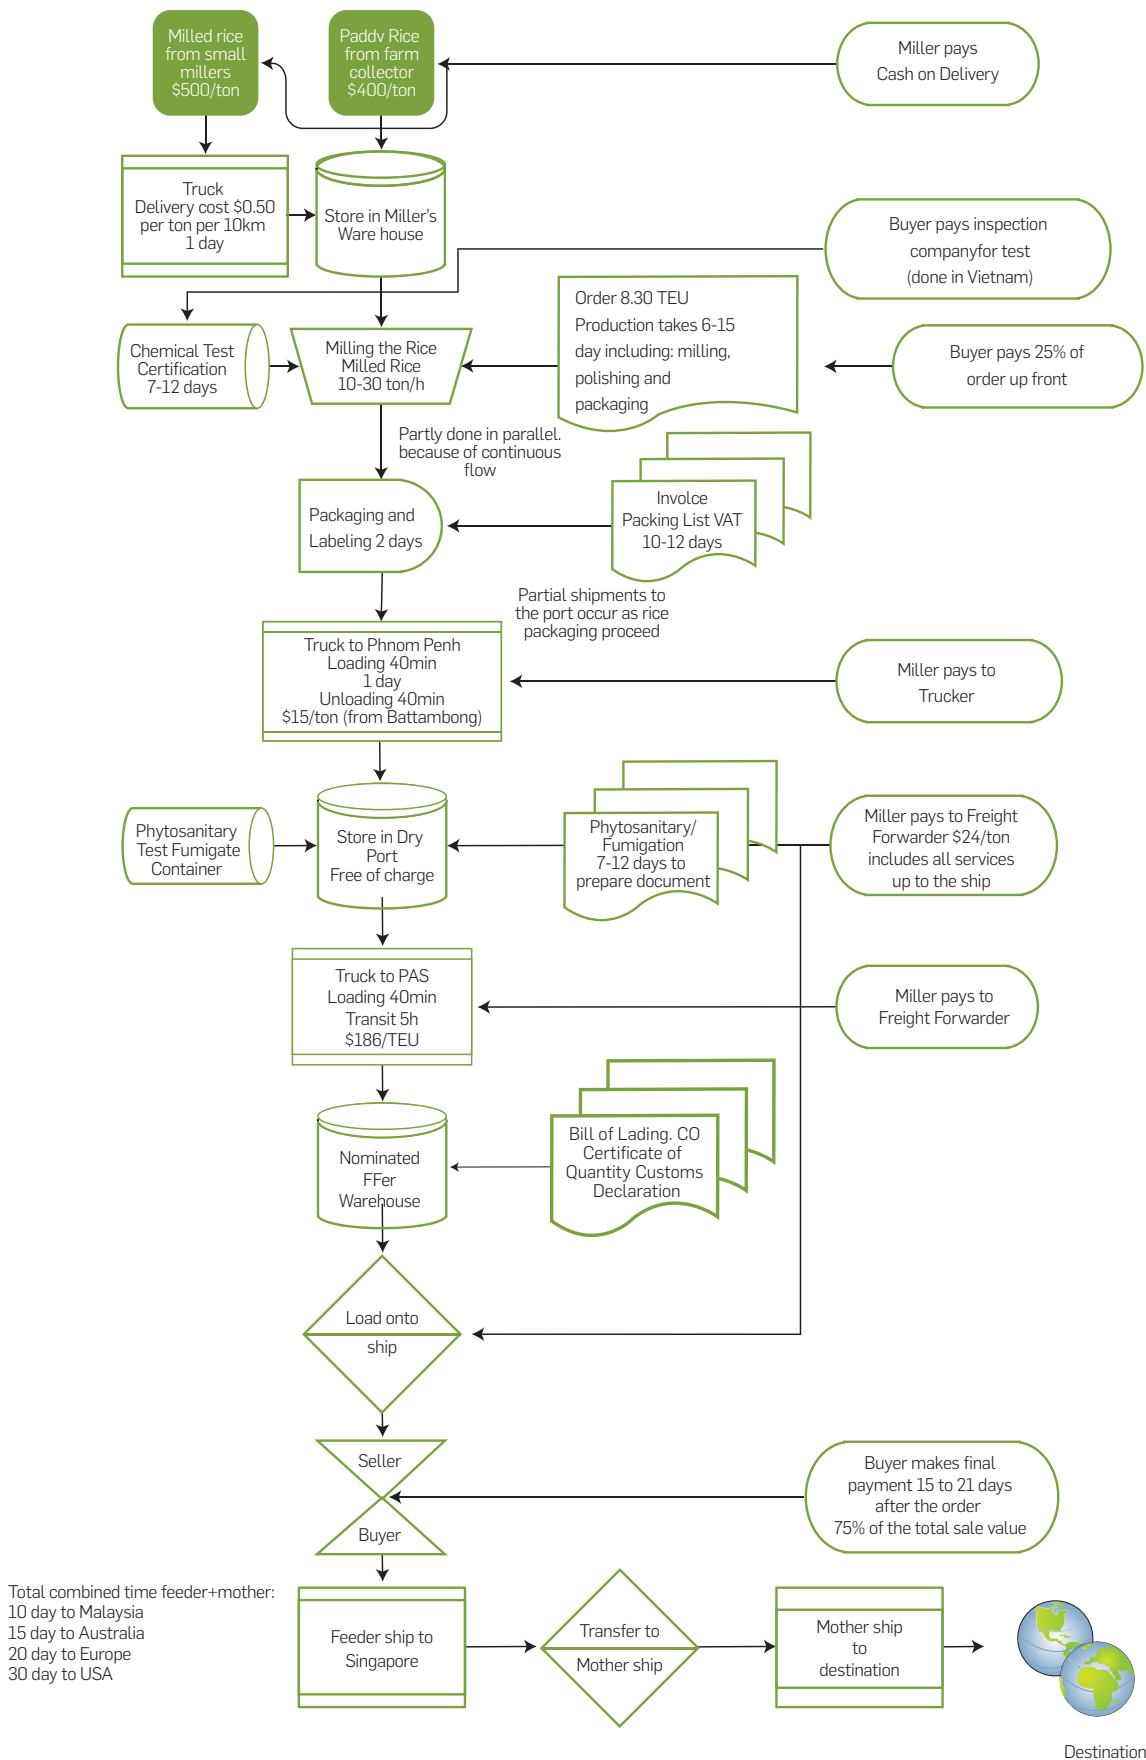 Milled rice
from small
millers
$500/ton
Paddv Rice
from farm
collector
$400/ton
Miller pays
Cash on Delivery
Truck
Delivery cost $0.50
per ton per 10km
1 day
Store in Miller's
Ware house
Buyer pays inspection
companyfor test
(done in Vietnam)
Chemical Test
Certification
7-12 days
Milling the Rice
Milled Rice
10-30 ton/h
Order 8.30 TEU
Production takes 6-15
day including: milling,
polishing and
packaging
Buyer pays 25% of
order up front
Partly done in parallel.
because of continuous
flow
Packaging and
Labeling 2 days
Involce
Packing List VAT
10-12 days
Partial shipments to
the port occur as rice
packaging proceed
Truck to Phnom Penh
Loading 40min
1 day
Unloading 40min
$15/ton (from Battambong)
Miller pays to
Trucker
Phytosanitary
Test Fumigate
Container
Store in Dry
Port
Free of charge
Phytosanitary/
Fumigation
7-12 days to
prepare document
Miller pays to Freight
Forwarder $24/ton
includes all services
up to the ship
Truck to PAS
Loading 40min
Transit 5h
$186/TEU
Miller pays to
Freight Forwarder
Nominated
FFer
Warehouse
Bill of Lading. CO
Certificate of
Quantity Customs
Declaration
Load onto
ship
Seller
Buyer
Buyer makes final
payment 15 to 21 days
after the order
75% of the total sale value
Total combined time feeder+mother:
10 day to Malaysia
15 day to Australia
20 day to Europe
30 day to USA
Feeder ship to
Singapore
Transfer to
Mother ship
Mother ship
to
destination
Destination